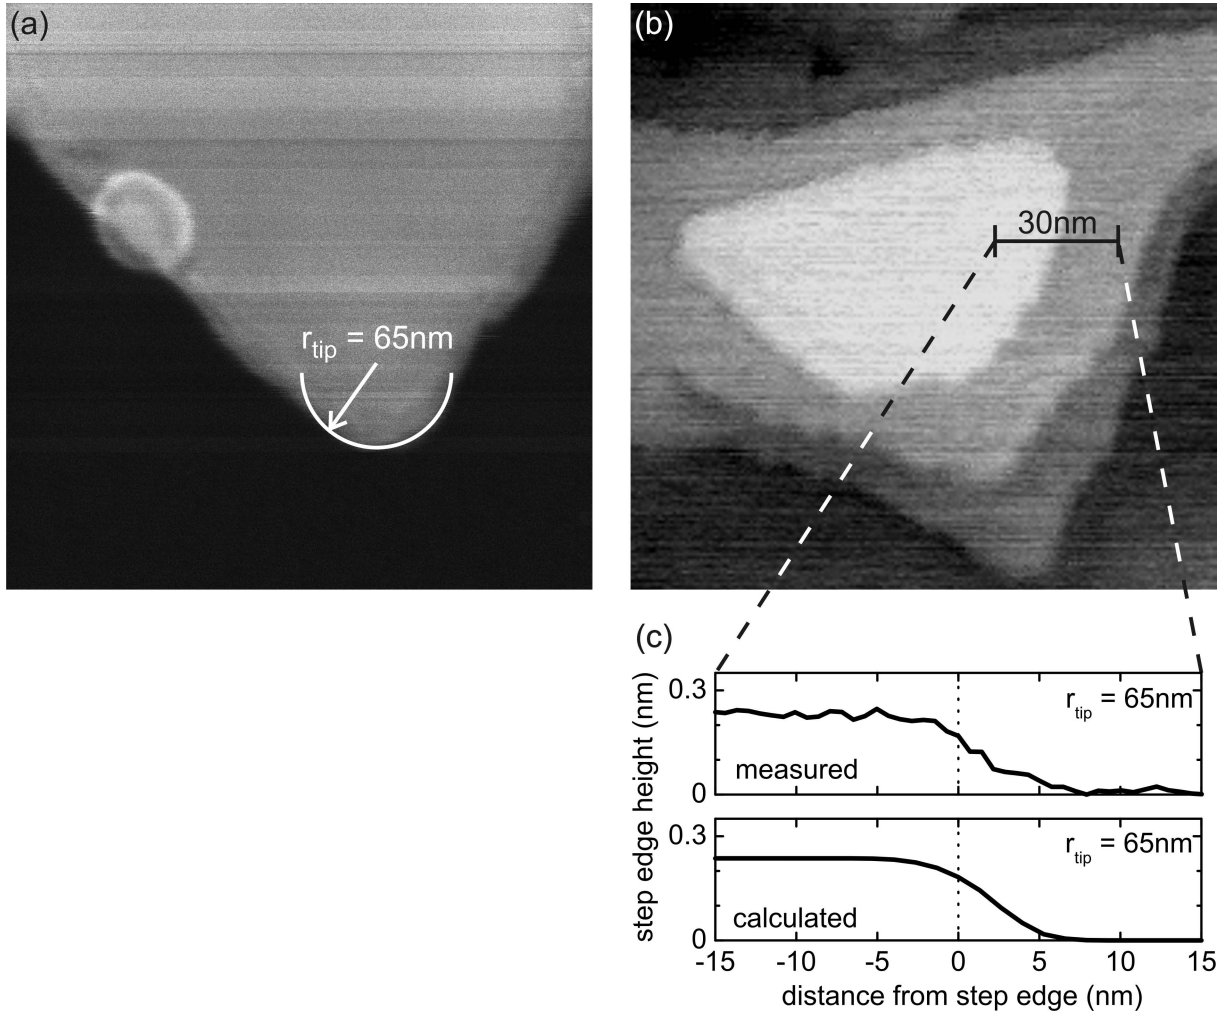 (a)
r_tip = 65nm
(b)
30nm
(c)
step edge height (nm)
0.3
0
r_tip = 65nm
measured
0.3
0
r_tip = 65nm
calculated
-15 -10 -5 0 5 10 15
distance from step edge (nm)